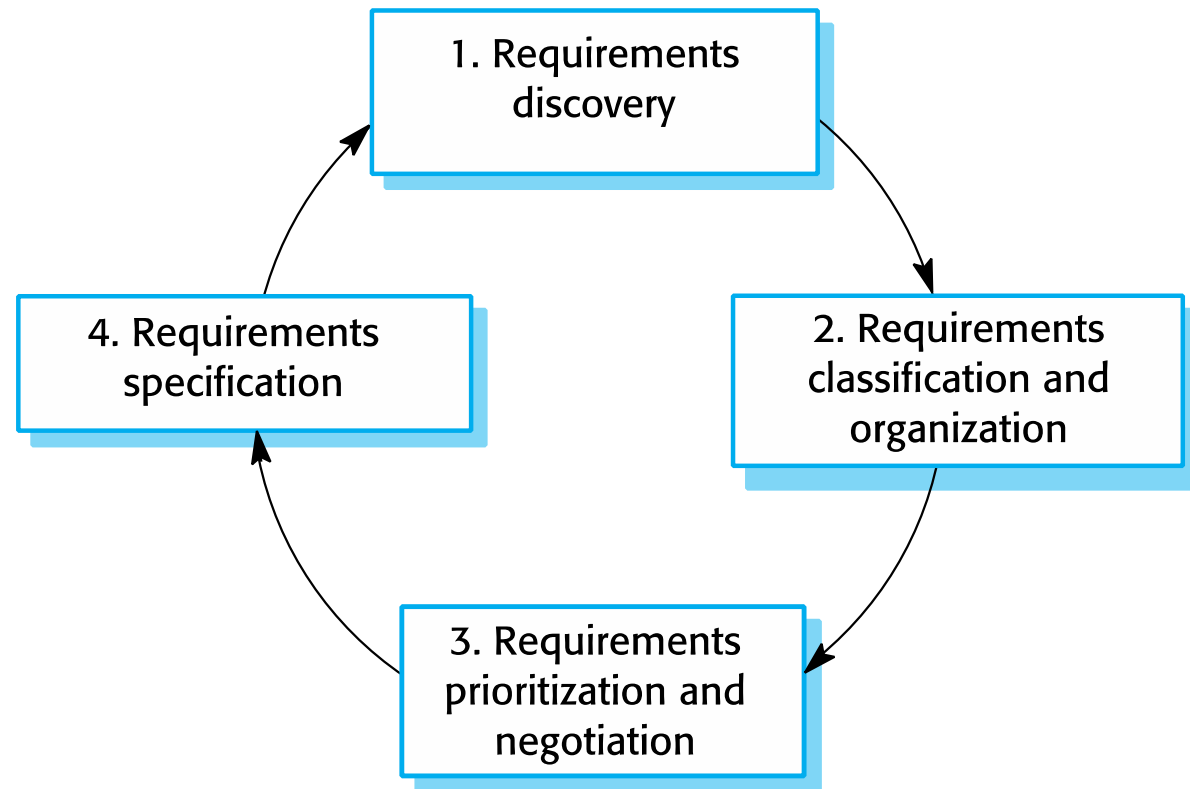 1. Requirements
discovery
2. Requirements
classification and
organization
3. Requirements
prioritization and
negotiation
4. Requirements
specification